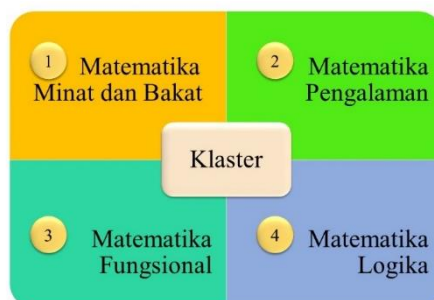 1 Matematika
Minat dan Bakat
2 Matematika
Pengalaman
Klaster
3 Matematika
Fungsional
4 Matematika
Logika